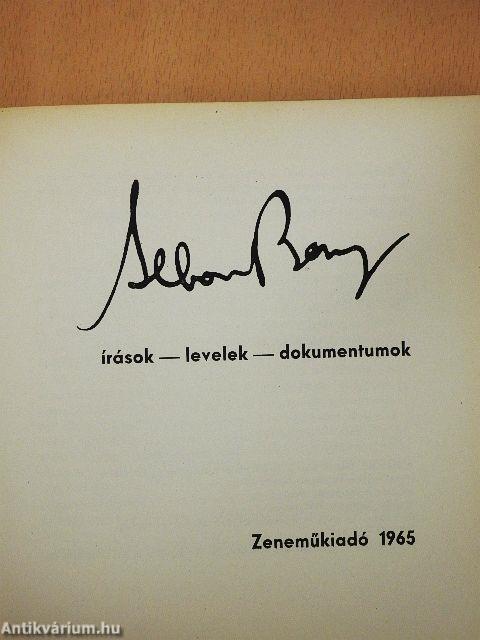 Alban Berg
írások — levelek — dokumentumok
Zeneműkiadó 1965
Antikvárium.hu